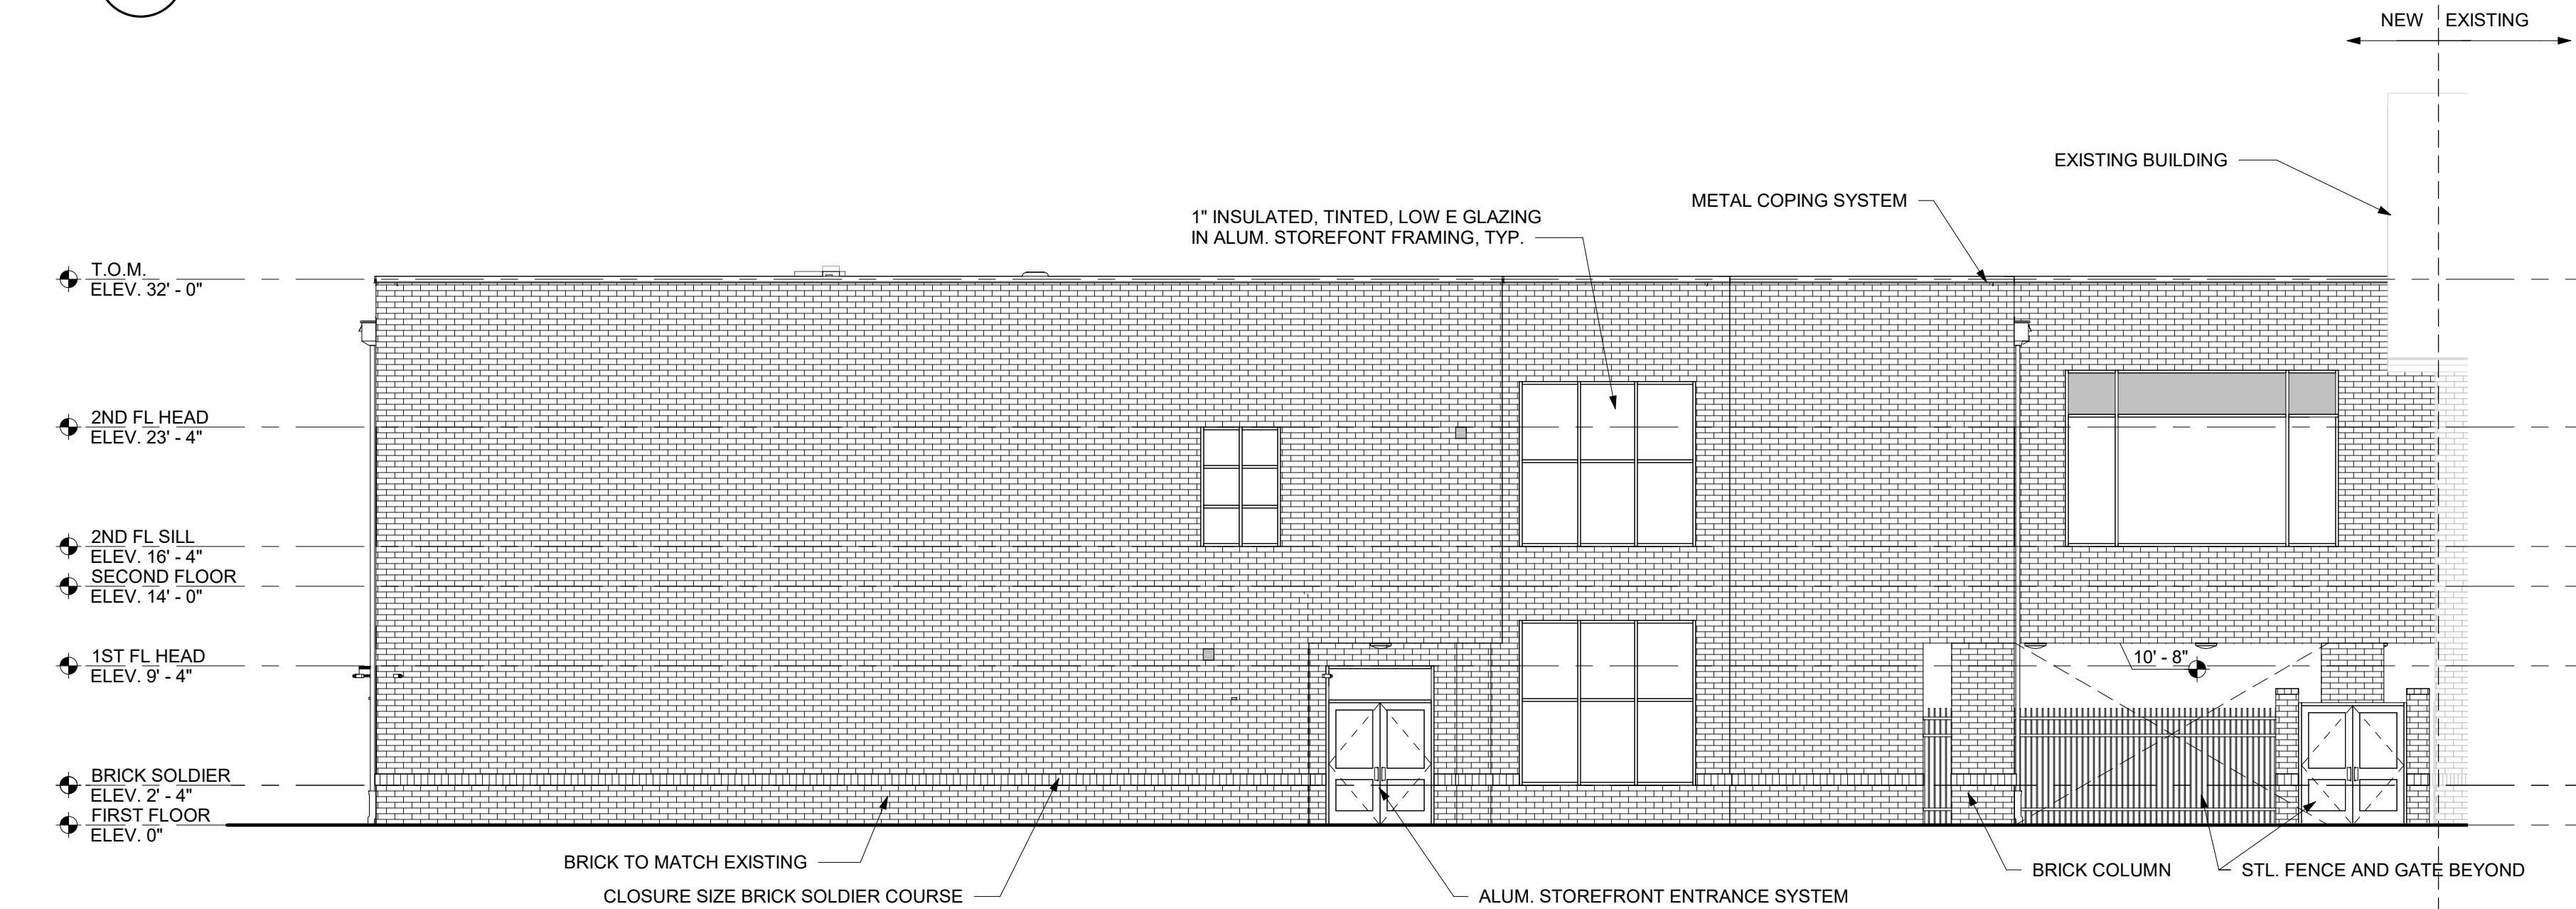 NEW EXISTING
EXISTING BUILDING
METAL COPING SYSTEM
1" INSULATED, TINTED, LOW E GLAZING
IN ALUM. STOREFONT FRAMING, TYP.
T.O.M.
ELEV. 32' - 0"
2ND FL HEAD
ELEV. 23' - 4"
2ND FL SILL
ELEV. 16' - 4"
SECOND FLOOR
ELEV. 14' - 0"
1ST FL HEAD
ELEV. 9' - 4"
10' - 8"
BRICK SOLDIER
ELEV. 2' - 4"
FIRST FLOOR
ELEV. 0"
BRICK TO MATCH EXISTING
CLOSURE SIZE BRICK SOLDIER COURSE
ALUM. STOREFRONT ENTRANCE SYSTEM
BRICK COLUMN
STL. FENCE AND GATE BEYOND